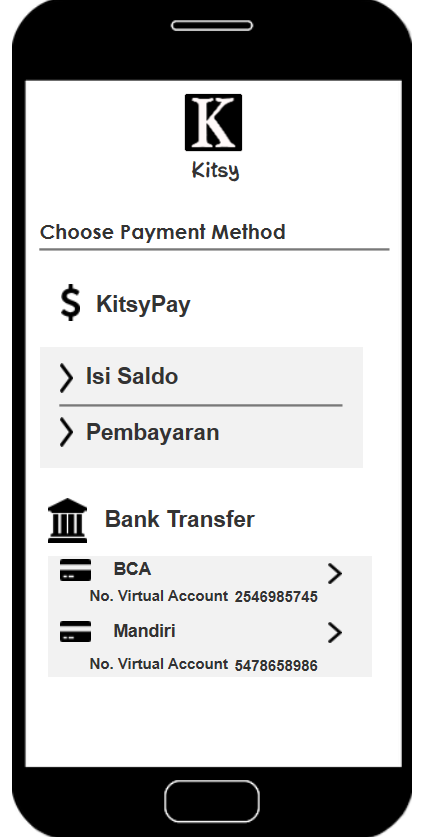 K
Kitsy
Choose Payment Method
$ KitsyPay
Isi Saldo
Pembayaran
Bank Transfer
BCA
No. Virtual Account 2546985745
Mandiri
No. Virtual Account 5478658986